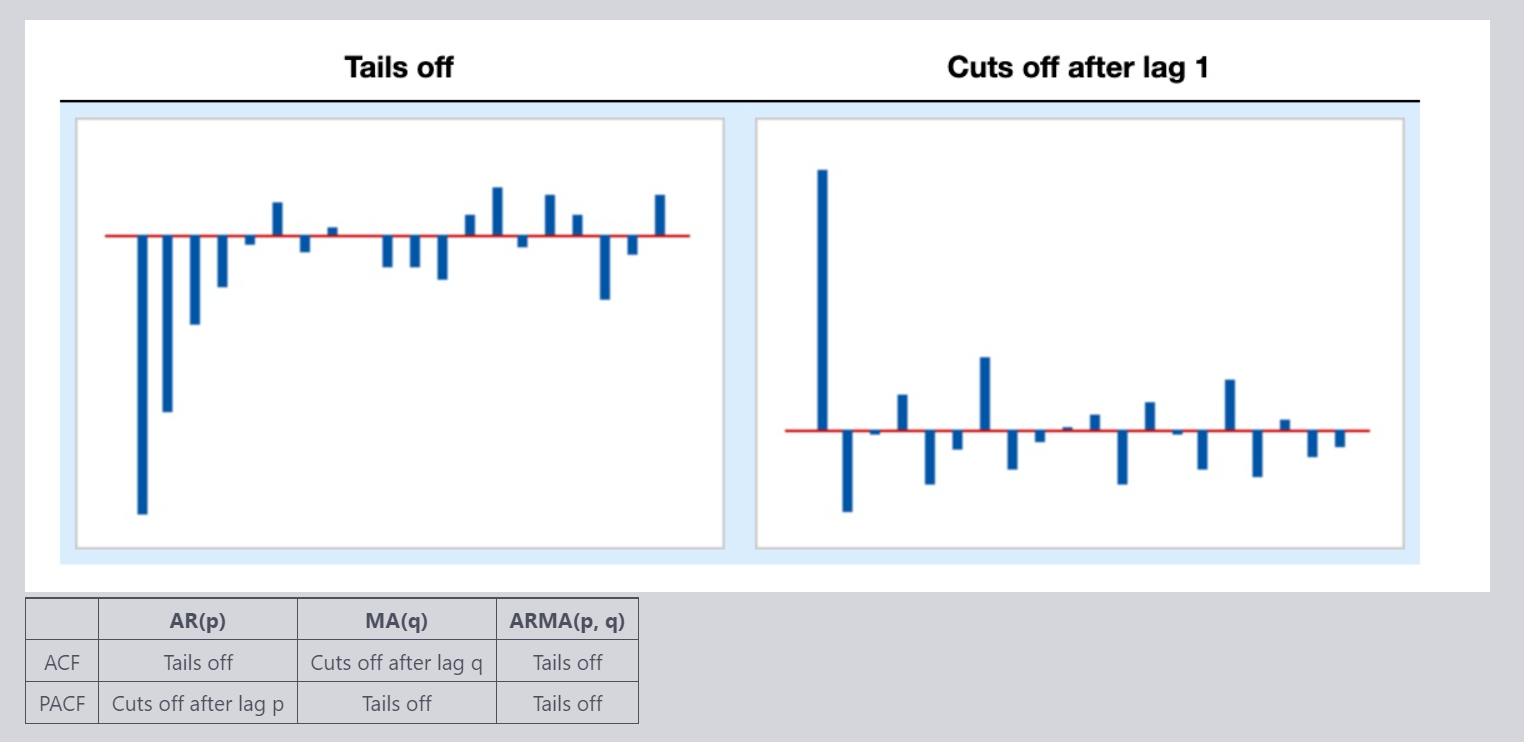 Tails off Cuts off after lag 1
AR(p) MA(q) ARMA(p, q)
ACF Tails off Cuts off after lag q Tails off
PACF Cuts off after lag p Tails off Tails off